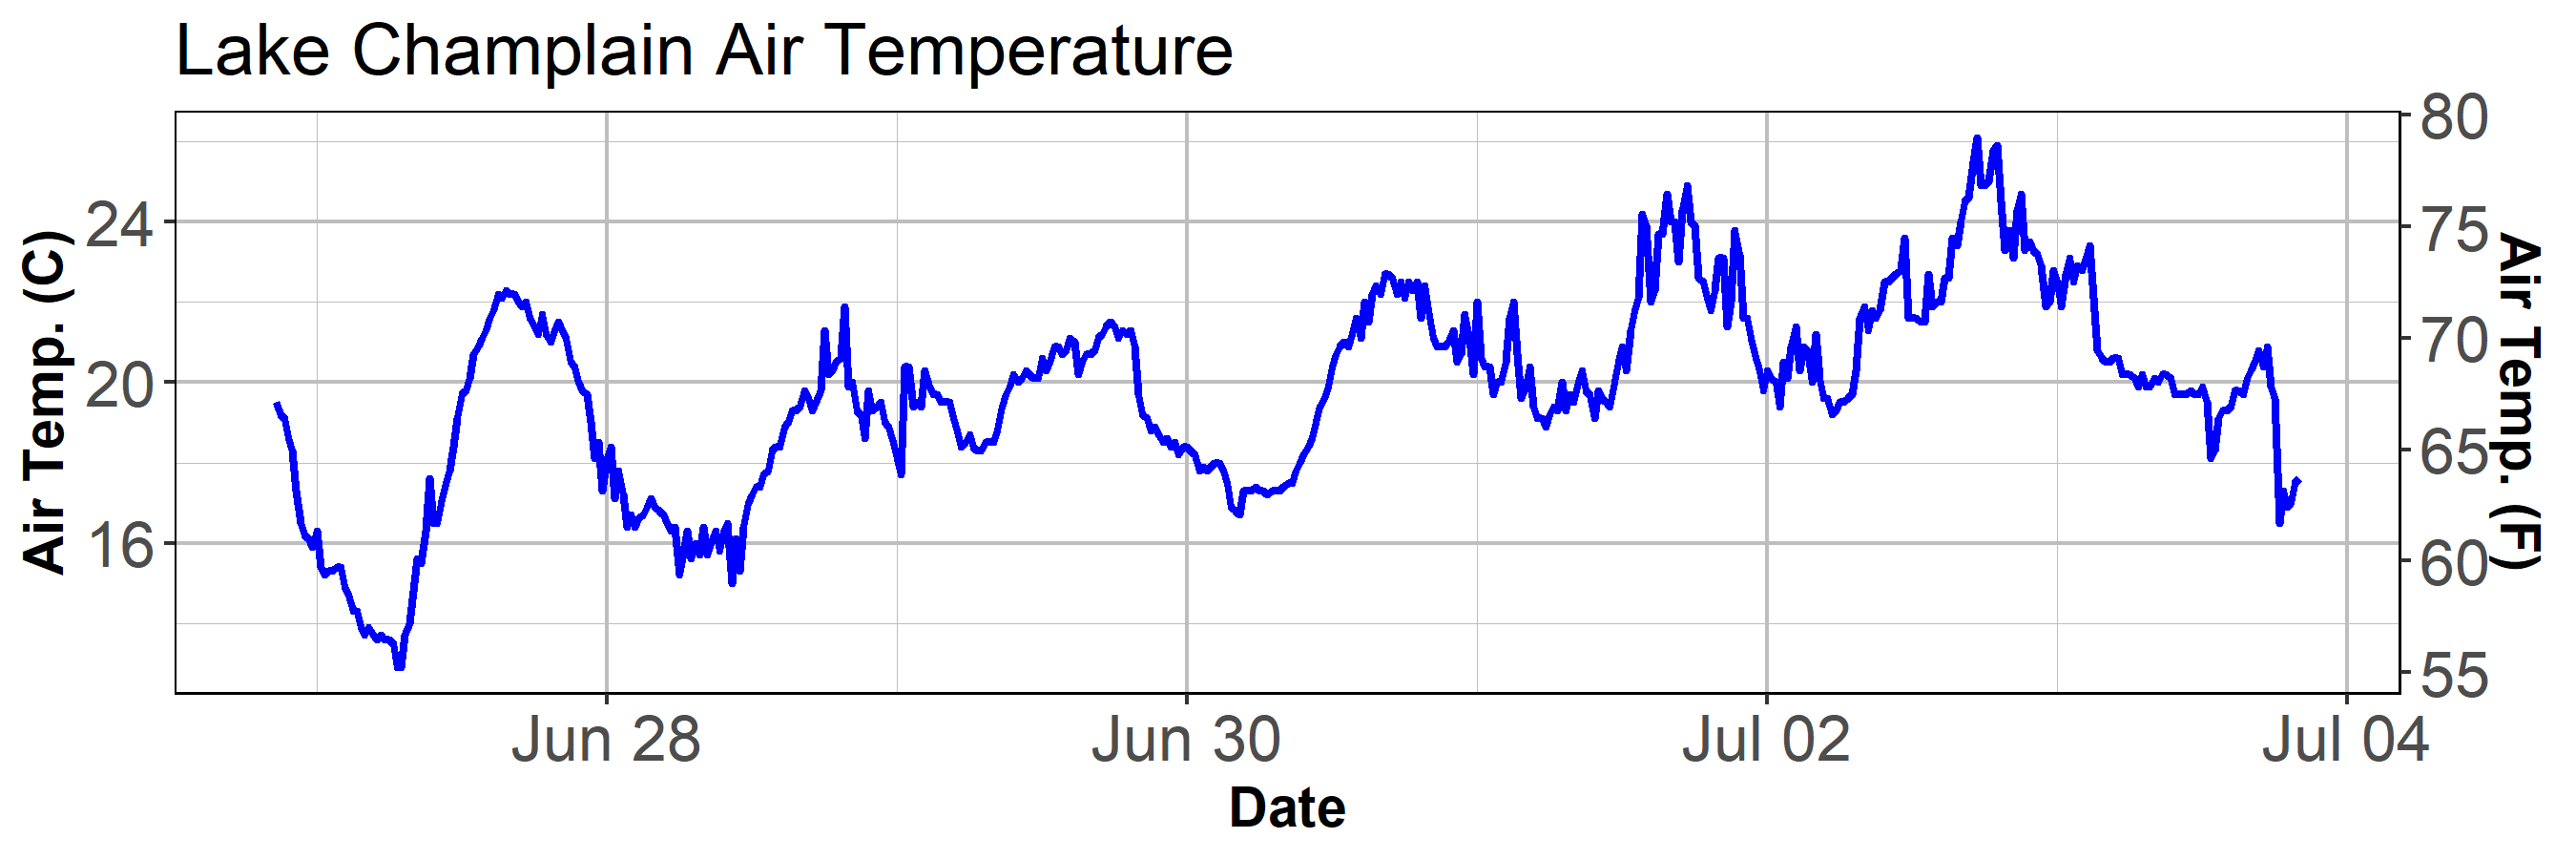 Lake Champlain Air Temperature
Air Temp. (C)
24
20
16
80
75
70
65
60
55
Air Temp. (F)
Jun 28
Jun 30
Jul 02
Jul 04
Date